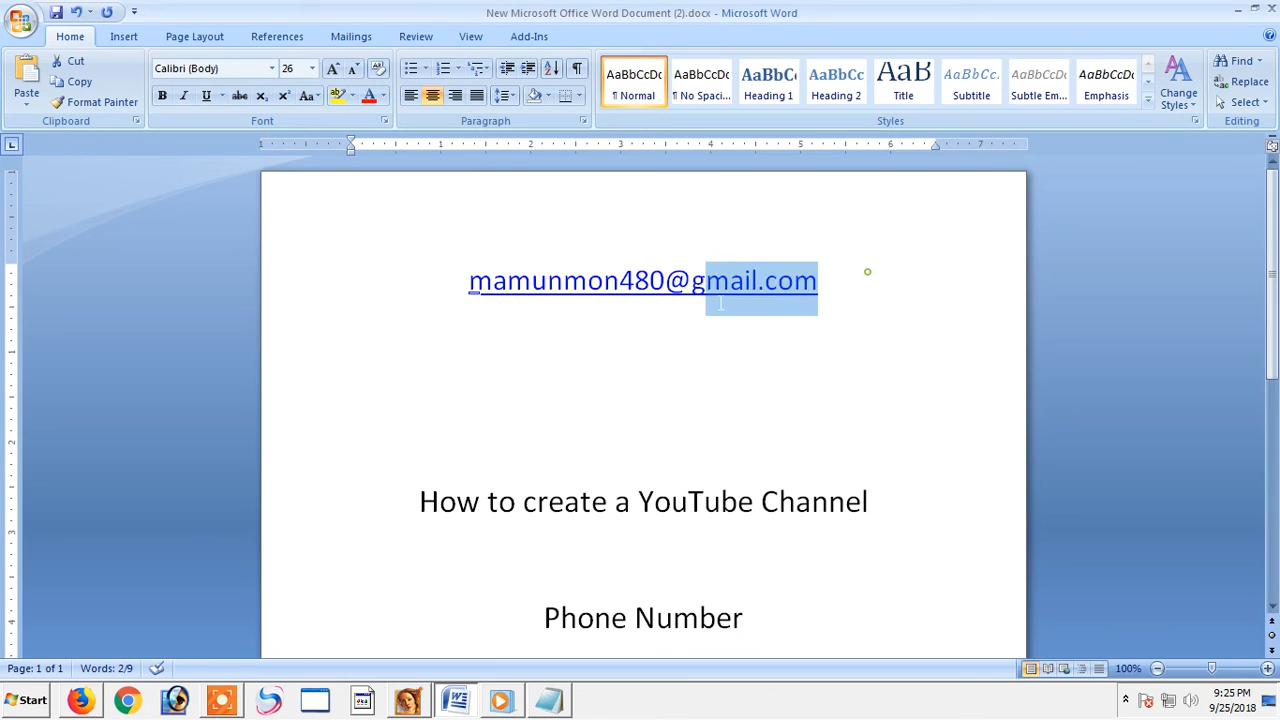 New Microsoft Office Word Document (2).docx - Microsoft Word
Home Insert Page Layout References Mailings Review View Add-Ins
Paste
Cut
Copy
Format Painter
Clipboard
Calibri (Body) 26
Font
Paragraph
AaBbCcDc AaBbCcDc AaBbC AaBbCc AaB AaBbCc. AaBbCcDc AaBbCcDc
¶ Normal ¶ No Spaci... Heading 1 Heading 2 Title Subtitle Subtle Em... Emphasis
Change
Styles
Styles
Find
Replace
Select
Editing
mamunmon480@gmail.com
How to create a YouTube Channel
Phone Number
Page: 1 of 1 Words: 2/9 100%
Start
9:25 PM
9/25/2018